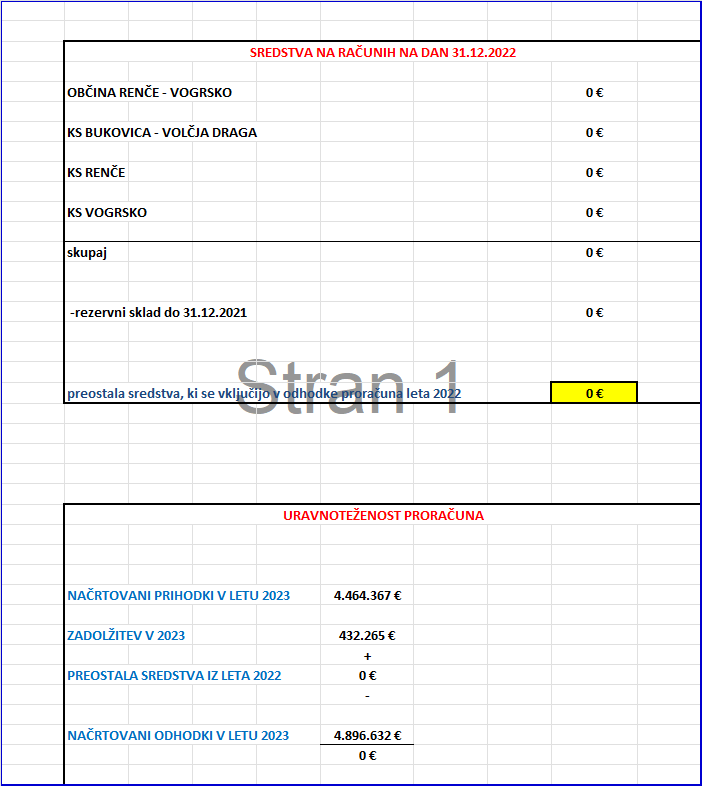 SREDSTVA NA RAČUNIH NA DAN 31.12.2022
OBČINA RENČE - VOGRSKO 0 €
KS BUKOVICA - VOLČJA DRAGA 0 €
KS RENČE 0 €
KS VOGRSKO 0 €
skupaj 0 €
-rezervni sklad do 31.12.2021 0 €
Stran 1
preostala sredstva, ki se vključijo v odhodke proračuna leta 2022 0 €
URAVNOTEŽENOST PRORAČUNA
NAČRTOVANI PRIHODKI V LETU 2023 4.464.367 €
ZADOLŽITEV V 2023 432.265 €
+
PREOSTALA SREDSTVA IZ LETA 2022 0 €
-
NAČRTOVANI ODHODKI V LETU 2023 4.896.632 €
0 €